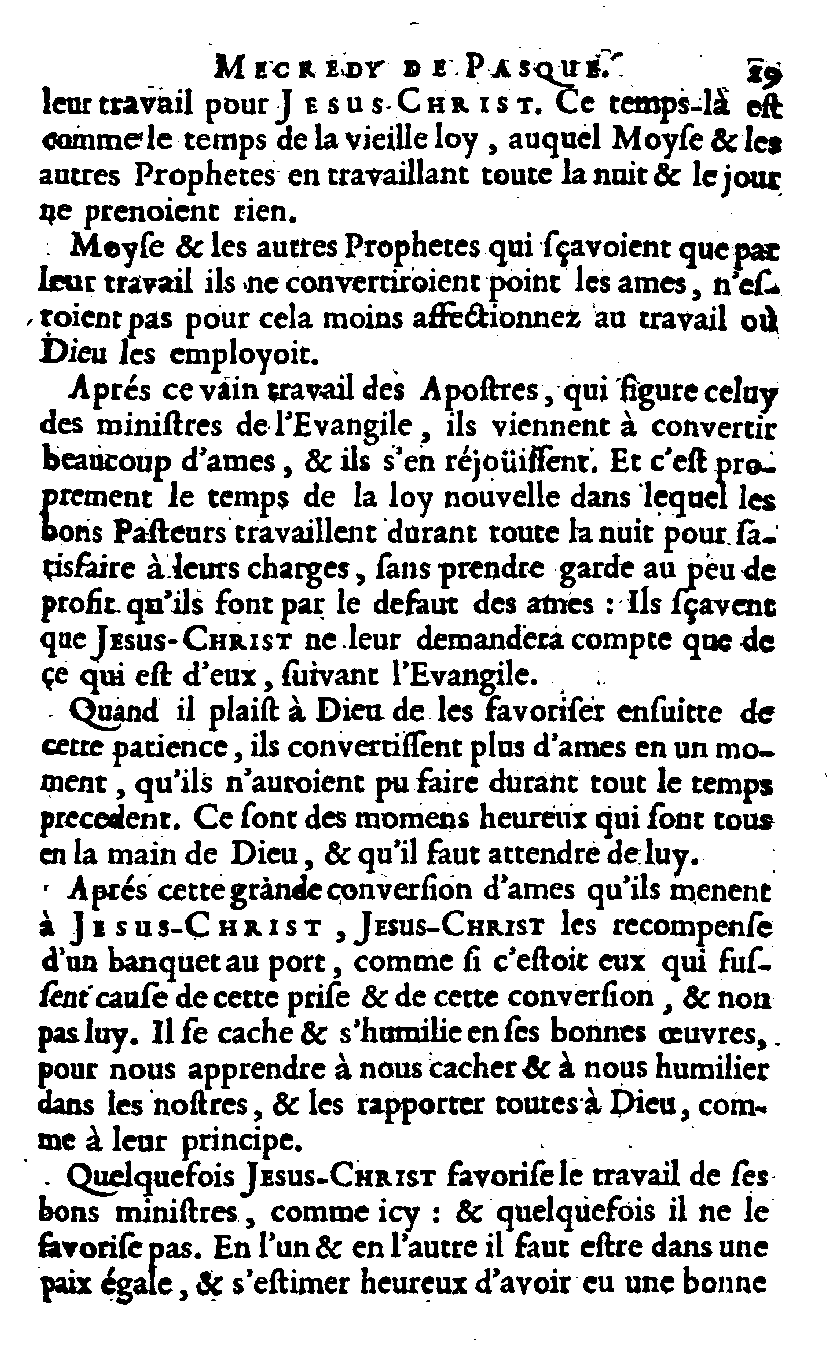 MECREDY DE PASQUE. 29
leur travail pour JESUS-CHRIST. Ce temps-là eſt
comme le temps de la vieille loy, auquel Moyſe & les
autres Prophetes en travaillant toute la nuit & le jour
ne prenoient rien.
Moyſe & les autres Prophetes qui ſçavoient que par
leur travail ils ne convertiroient point les ames, n'eſ-
toient pas pour cela moins affectionnez au travail où
Dieu les employoit.
Aprés ce vain travail des Apoſtres, qui figure celuy
des miniſtres de l'Evangile, ils viennent à convertir
beaucoup d'ames, & ils s'en réjoüiſſent. Et c'eſt pro-
prement le temps de la loy nouvelle dans lequel les
bons Paſteurs travaillent durant toute la nuit pour ſa-
tisfaire à leurs charges, ſans prendre garde au peu de
profit qu'ils font par le defaut des ames : Ils ſçavent
que JESUS-CHRIST ne leur demandera compte que de
çe qui eſt d'eux, ſuivant l'Evangile.
Quand il plaiſt à Dieu de les favoriſer enſuitte de
cette patience, ils convertiſſent plus d'ames en un mo-
ment, qu'ils n'auroient pu faire durant tout le temps
precedent. Ce ſont des momens heureux qui ſont tous
en la main de Dieu, & qu'il faut attendre de luy.
Aprés cette grande converſion d'ames qu'ils menent
à JESUS-CHRIST, JESUS-CHRIST les recompenſe
d'un banquet au port, comme ſi c'eſtoit eux qui fuſ-
ſent cauſe de cette priſe & de cette converſion, & non
pas luy. Il ſe cache & s'humilie en ſes bonnes œuvres,
pour nous apprendre à nous cacher & à nous humilier
dans les noſtres, & les rapporter toutes à Dieu, com-
me à leur principe.
Quelquefois JESUS-CHRIST favoriſe le travail de ſes
bons miniſtres, comme icy : & quelquefois il ne le
favoriſe pas. En l'un & en l'autre il faut eſtre dans une
paix égale, & s'eſtimer heureux d'avoir eu une bonne